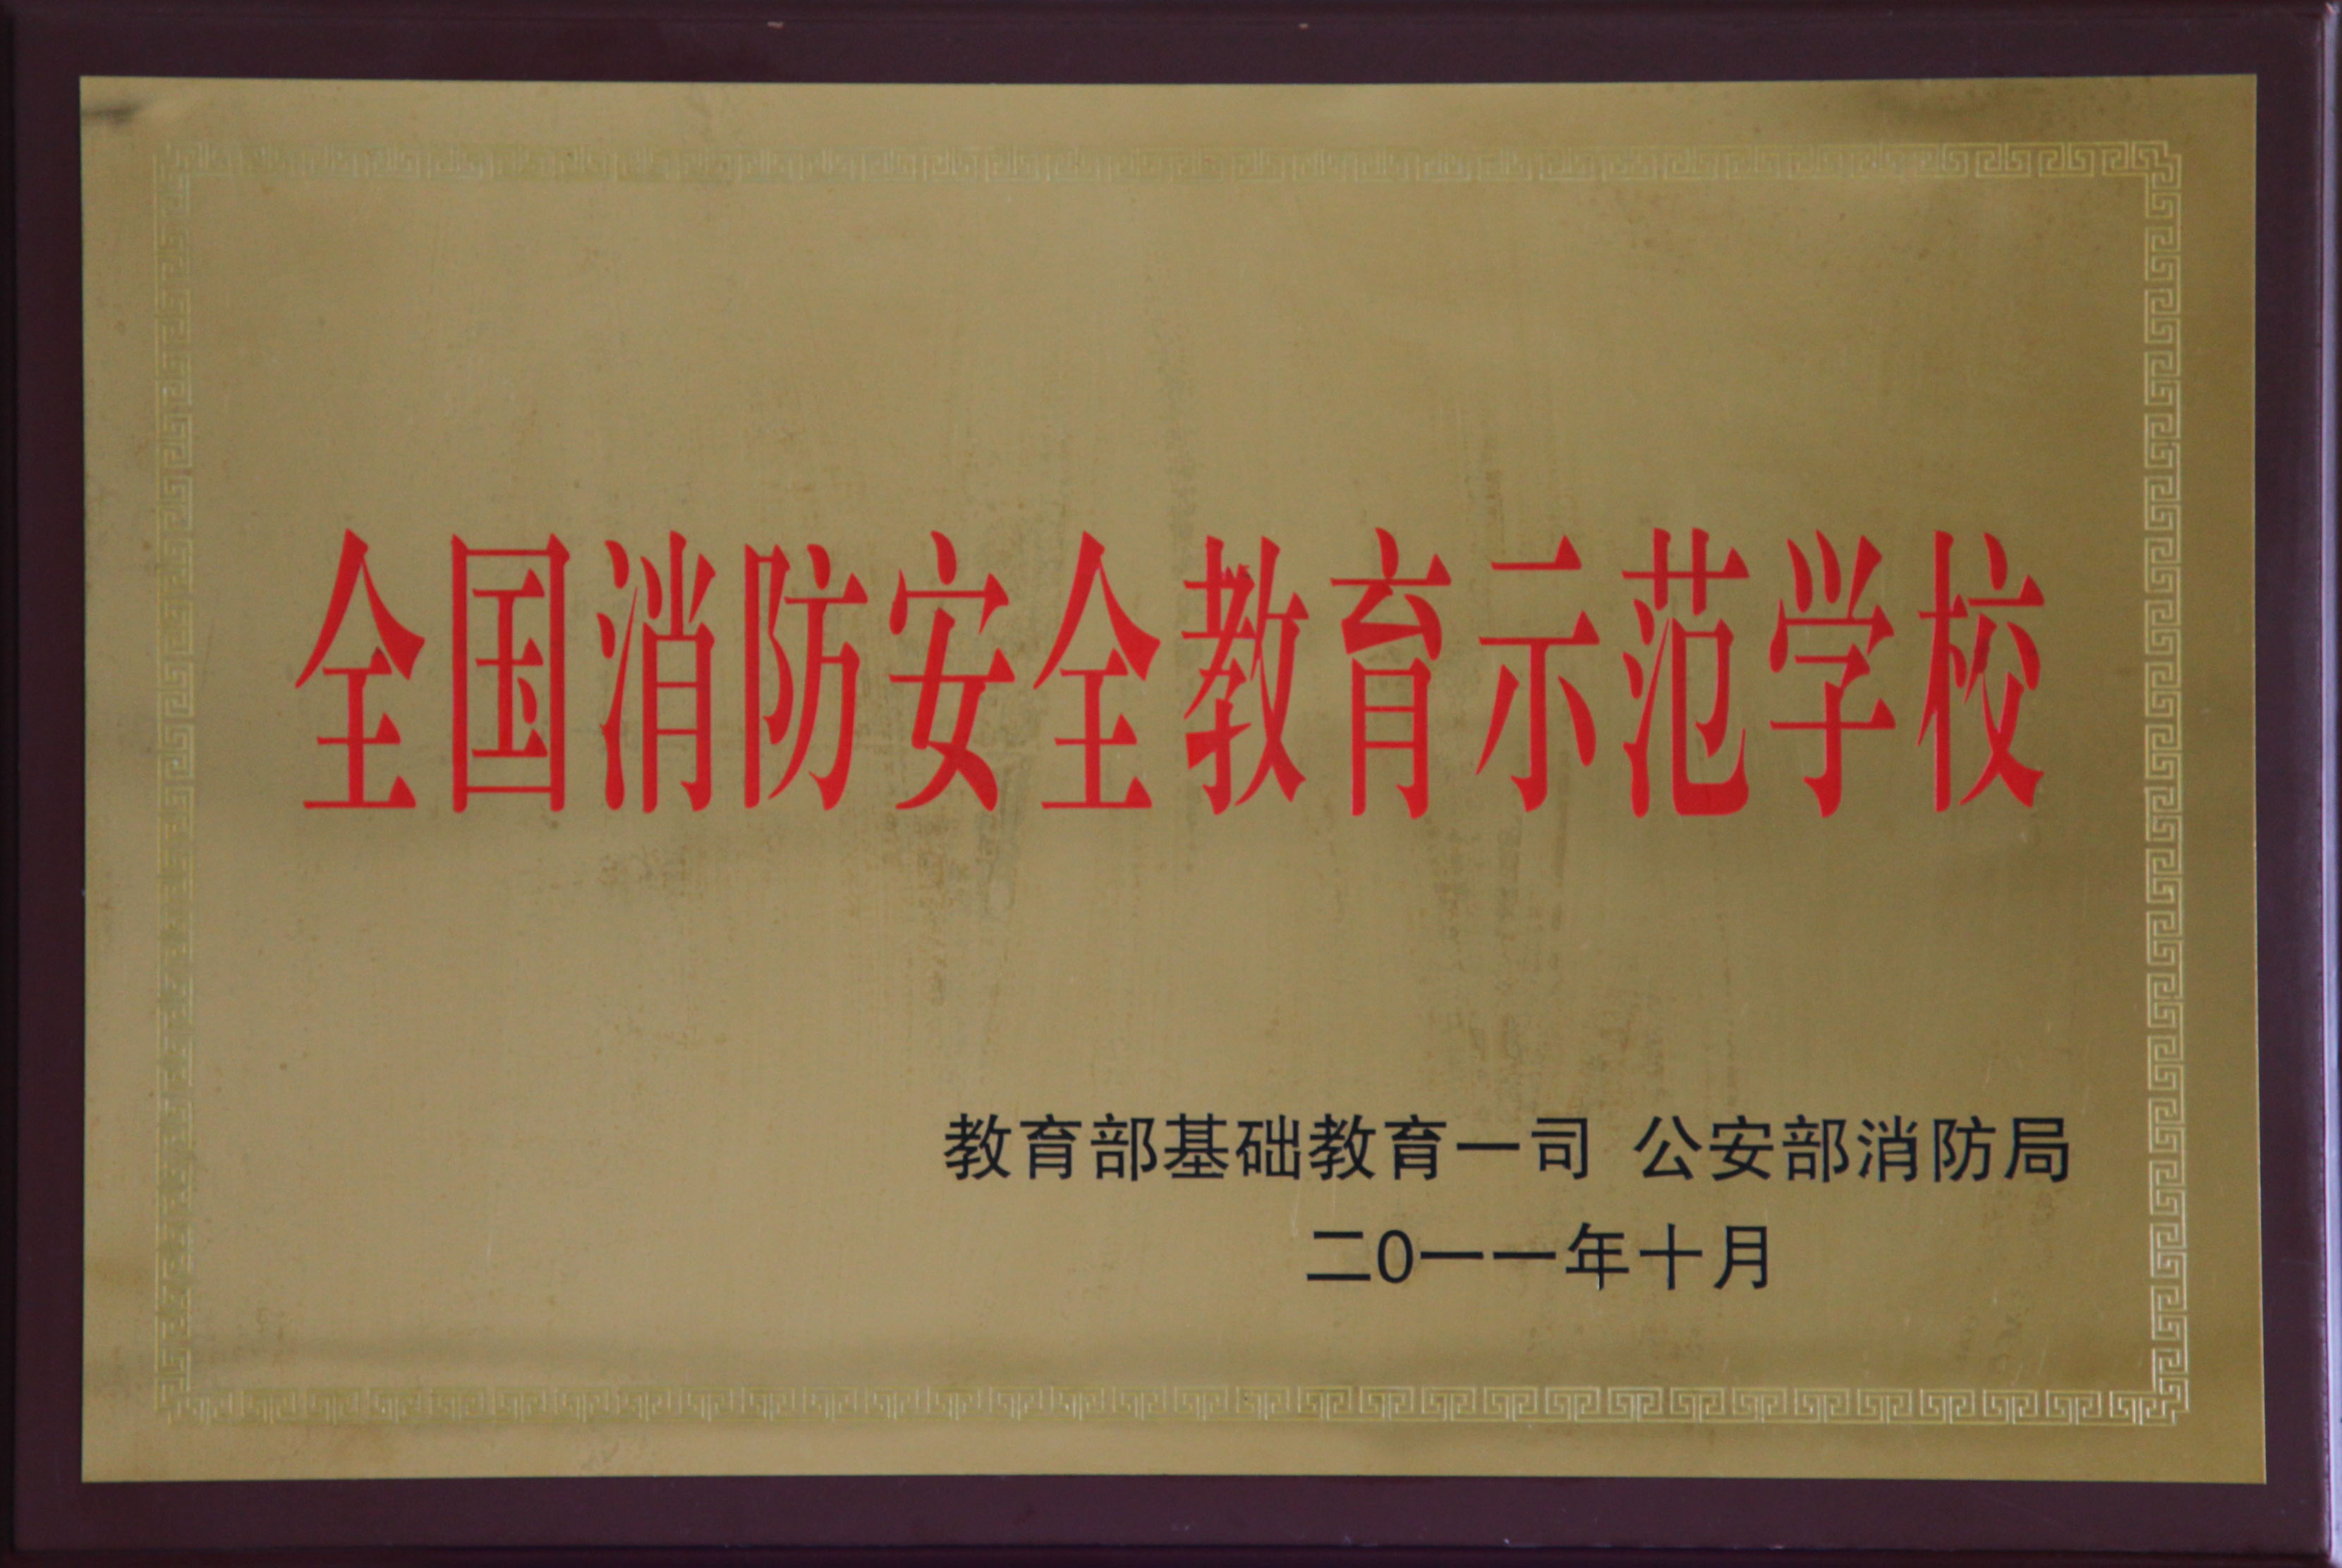 全国消防安全教育示范学校
教育部基础教育一司 公安部消防局
二0一一年十月